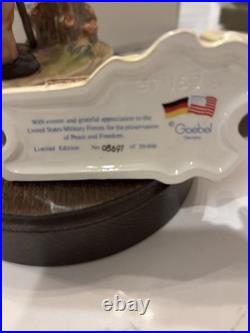 With esteem and grateful appreciation to the
United States Military Forces for the preservation
of Peace and Freedom.
Limited Edition No 08697 of 20.000
© Goebel
Germany